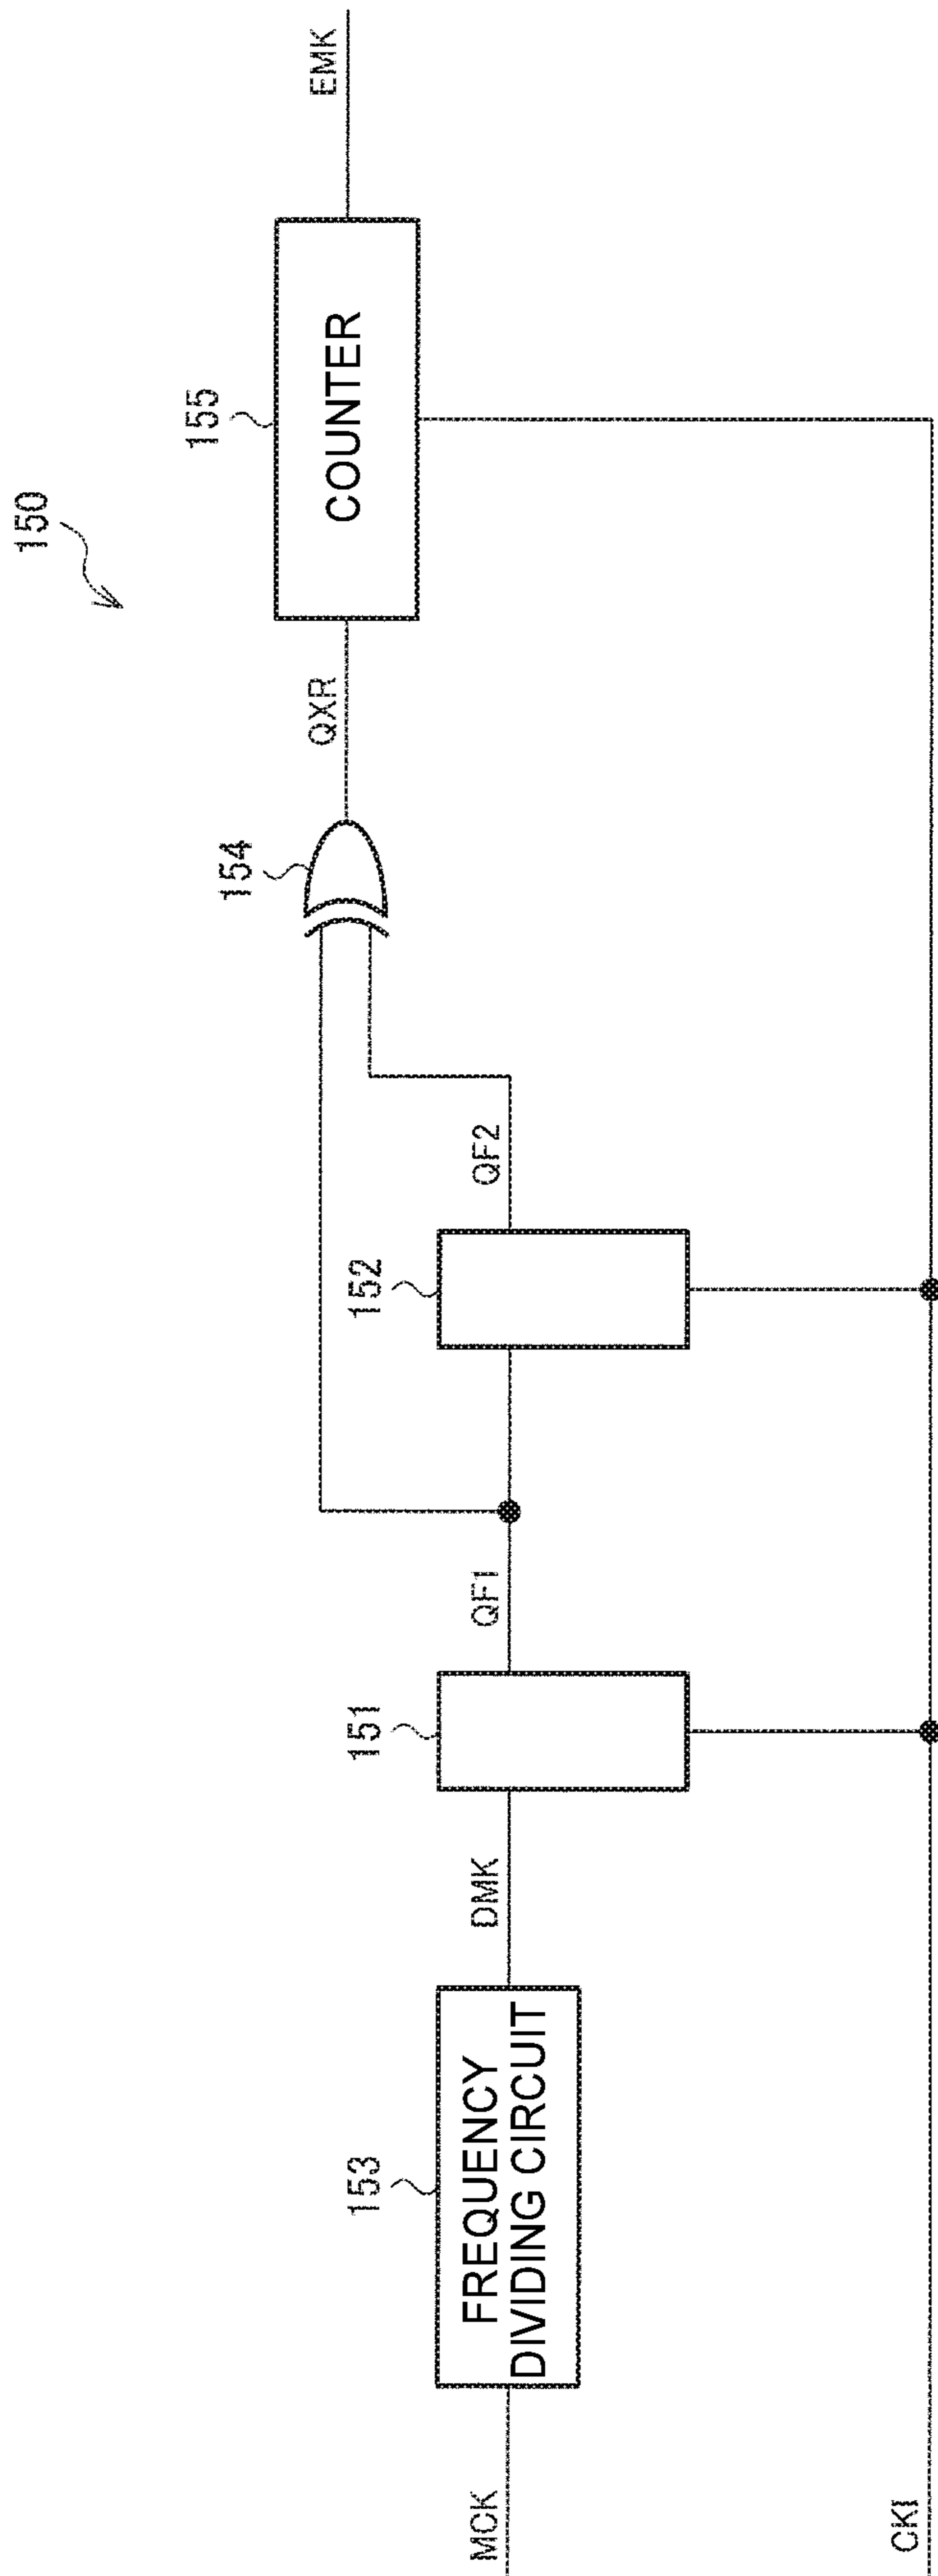 150
MCK
153
FREQUENCY
DIVIDING CIRCUIT
DMK
151
QF1
152
QF2
154
QXR
155
COUNTER
EMK
CKI